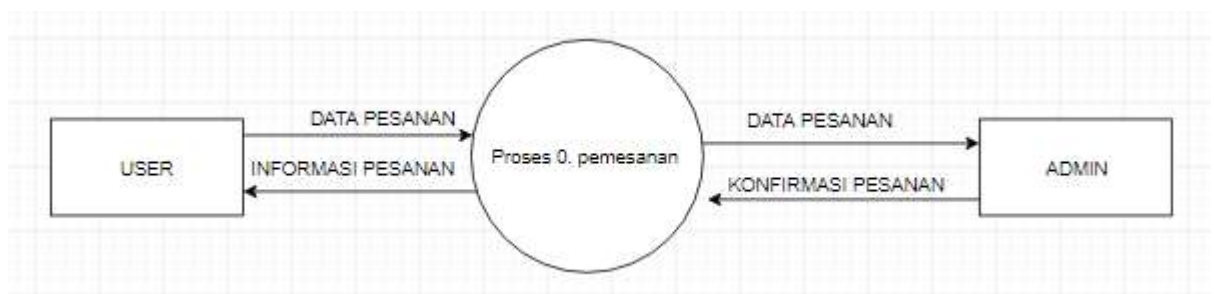 USER
DATA PESANAN
INFORMASI PESANAN
Proses 0. pemesanan
DATA PESANAN
KONFIRMASI PESANAN
ADMIN